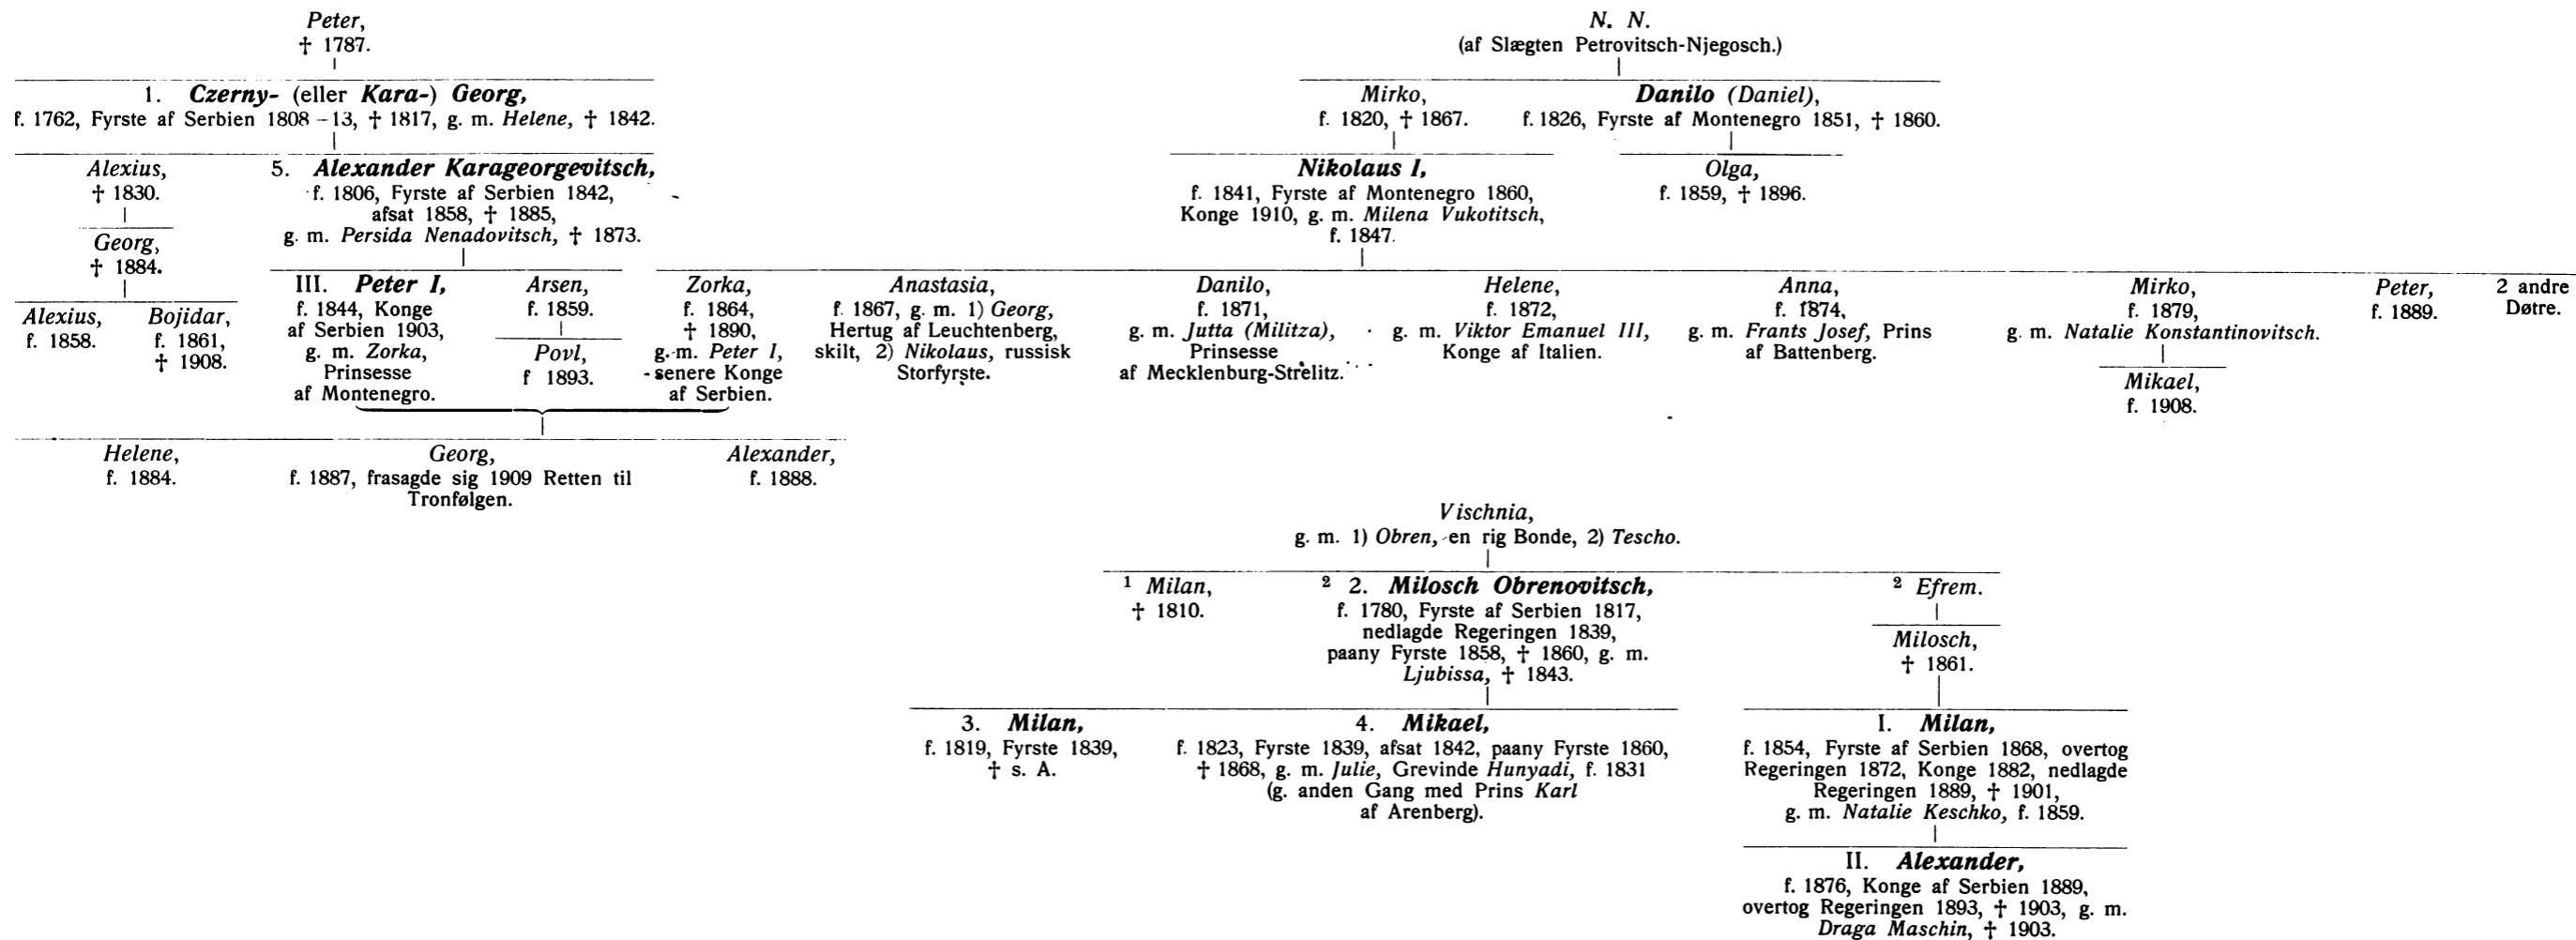 Peter,
† 1787.
1. Czerny- (eller Kara-) Georg,
f. 1762, Fyrste af Serbien 1808–13, † 1817, g. m. Helene, † 1842.
Alexius,
† 1830.
Georg,
† 1884.
Alexius,
f. 1858.
Bojidar,
f. 1861,
† 1908.
5. Alexander Karageorgevitsch,
f. 1806, Fyrste af Serbien 1842,
afsat 1858, † 1885,
g. m. Persida Nenadovitsch, † 1873.
III. Peter I,
f. 1844, Konge
af Serbien 1903,
g. m. Zorka,
Prinsesse
af Montenegro.
Arsen,
f. 1859.
Povl,
f 1893.
N. N.
(af Slægten Petrovitsch-Njegosch.)
Mirko,
f. 1820, † 1867.
Danilo (Daniel),
f. 1826, Fyrste af Montenegro 1851, † 1860.
Nikolaus I,
f. 1841, Fyrste af Montenegro 1860,
Konge 1910, g. m. Milena Vukotitsch,
f. 1847.
Olga,
f. 1859, † 1896.
Zorka,
f. 1864,
† 1890,
g. m. Peter I,
senere Konge
af Serbien.
Anastasia,
f. 1867, g. m. 1) Georg,
Hertug af Leuchtenberg,
skilt, 2) Nikolaus, russisk
Storfyrste.
Danilo,
f. 1871,
g. m. Jutta (Militza),
Prinsesse
af Mecklenburg-Strelitz.
Helene,
f. 1872,
g. m. Viktor Emanuel III,
Konge af Italien.
Anna,
f. 1874,
g. m. Frants Josef, Prins
af Battenberg.
Mirko,
f. 1879,
g. m. Natalie Konstantinovitsch.
Mikael,
f. 1908.
Peter,
f. 1889.
2 andre
Døtre.
Helene,
f. 1884.
Georg,
f. 1887, frasagde sig 1909 Retten til
Tronfølgen.
Alexander,
f. 1888.
Vischnia,
g. m. 1) Obren, en rig Bonde, 2) Tescho.
1 Milan,
† 1810.
2 2. Milosch Obrenovitsch,
f. 1780, Fyrste af Serbien 1817,
nedlagde Regeringen 1839,
paany Fyrste 1858, † 1860, g. m.
Ljubissa, † 1843.
2 Efrem.
Milosch,
† 1861.
3. Milan,
f. 1819, Fyrste 1839,
† s. A.
4. Mikael,
f. 1823, Fyrste 1839, afsat 1842, paany Fyrste 1860,
† 1868, g. m. Julie, Grevinde Hunyadi, f. 1831
(g. anden Gang med Prins Karl
af Arenberg).
I. Milan,
f. 1854, Fyrste af Serbien 1868, overtog
Regeringen 1872, Konge 1882, nedlagde
Regeringen 1889, † 1901,
g. m. Natalie Keschko, f. 1859.
II. Alexander,
f. 1876, Konge af Serbien 1889,
overtog Regeringen 1893, † 1903, g. m.
Draga Maschin, † 1903.